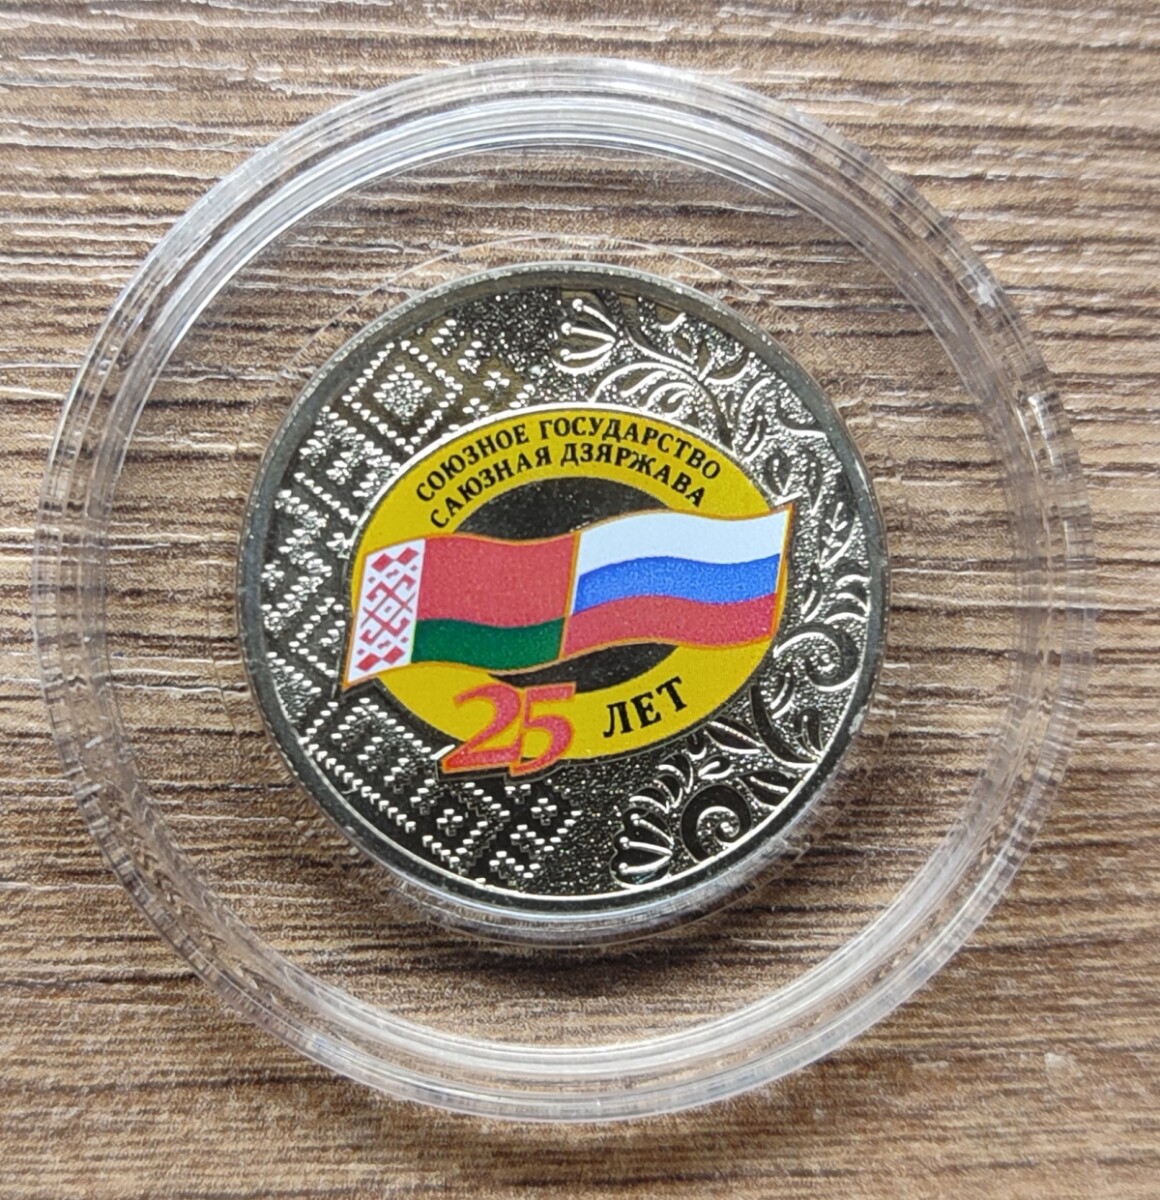 СОЮЗНОЕ ГОСУДАРСТВО
САЮЗНАЯ ДЗЯРЖАВА
25 ЛЕТ